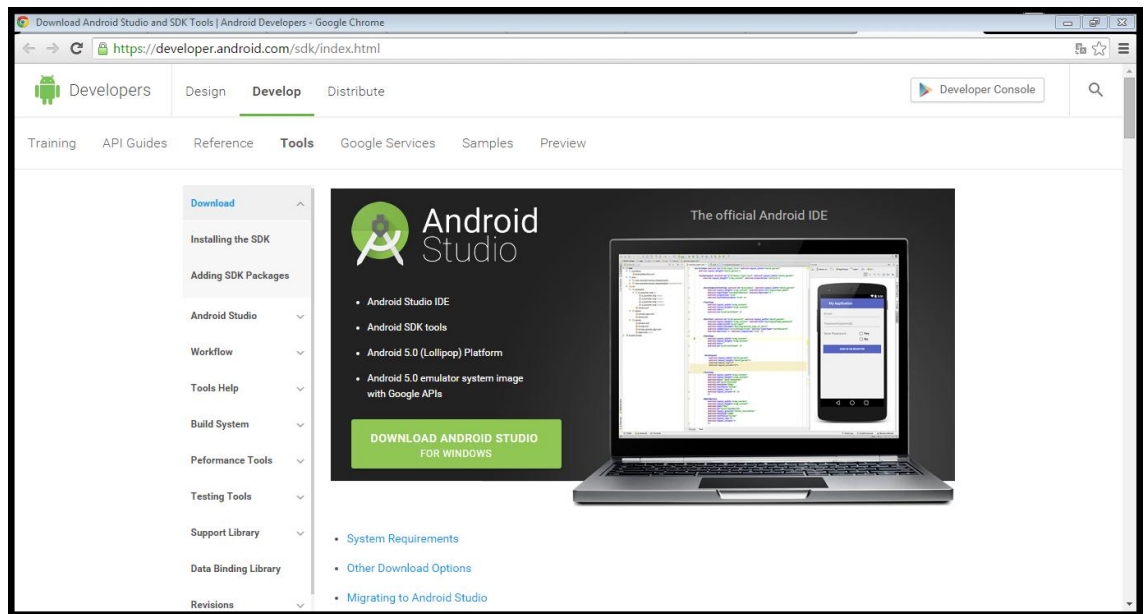 Download Android Studio and SDK Tools | Android Developers - Google Chrome
https://developer.android.com/sdk/index.html
Developers
Design Develop Distribute
Developer Console
Training API Guides Reference Tools Google Services Samples Preview
Download
Installing the SDK
Adding SDK Packages
Android Studio
Workflow
Tools Help
Build System
Peformance Tools
Testing Tools
Support Library
Data Binding Library
Revisions
Android
Studio
The official Android IDE
• Android Studio IDE
• Android SDK tools
• Android 5.0 (Lollipop) Platform
• Android 5.0 emulator system image
with Google APIs
DOWNLOAD ANDROID STUDIO
FOR WINDOWS
My Application
• System Requirements
• Other Download Options
• Migrating to Android Studio